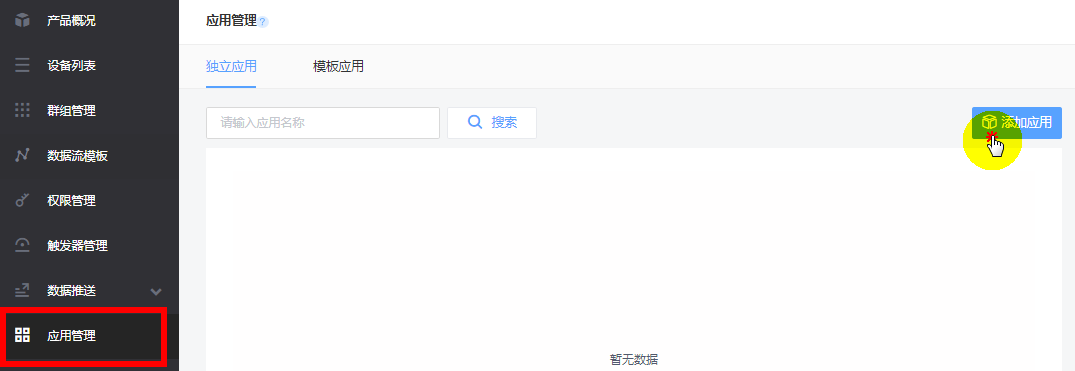 产品概况
设备列表
群组管理
数据流模板
权限管理
触发器管理
数据推送
应用管理
应用管理?
独立应用 模板应用
请输入应用名称 搜索 添加应用
暂无数据